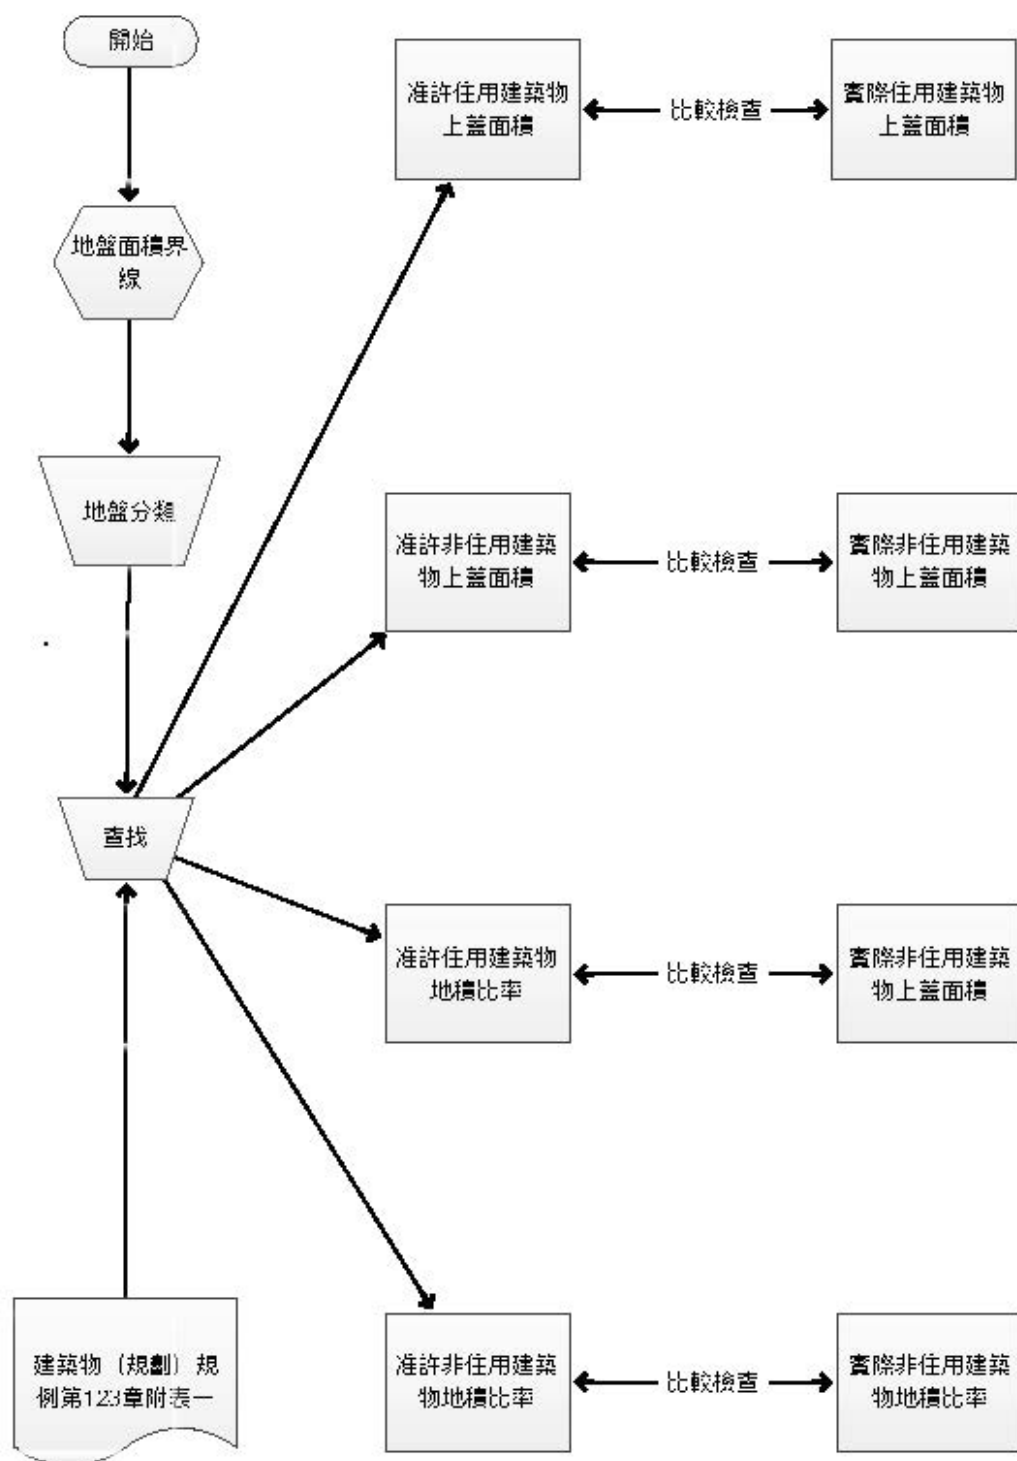 開始
准許住用建築物
上蓋面積
比較檢查
實際住用建築物
上蓋面積
地盤面積界
線
地盤分類
准許非住用建築
物上蓋面積
比較檢查
實際非住用建築
物上蓋面積
查找
准許住用建築物
地積比率
比較檢查
實際非住用建築
物上蓋面積
建築物（規劃）規
例第123章附表一
准許非住用建築
物地積比率
比較檢查
實際非住用建築
物地積比率